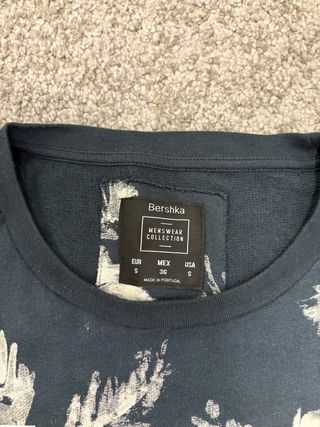 Bershka
MENSWEAR
COLLECTION
EUR MEX USA
S 36 S
MADE IN PORTUGAL